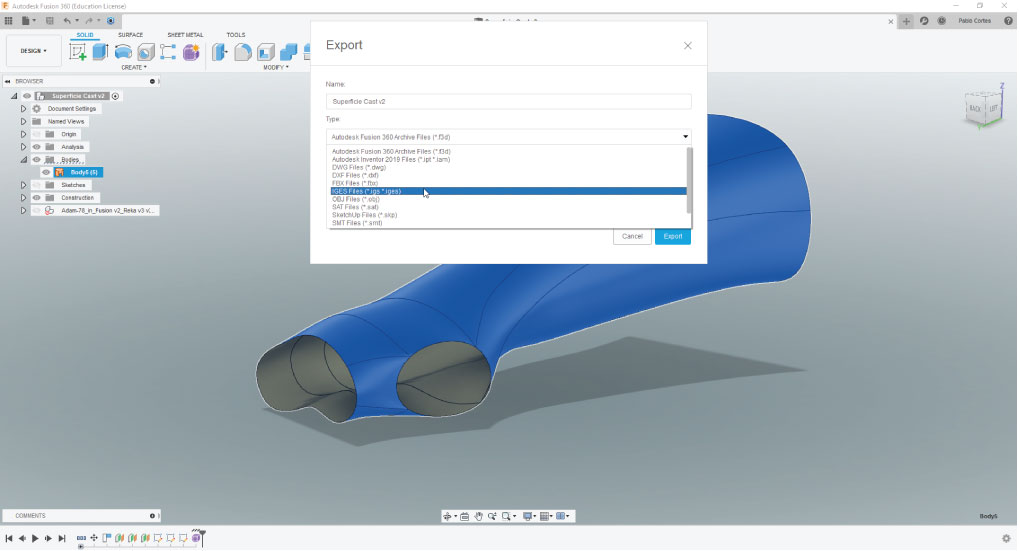 Autodesk Fusion 360 (Education License)
Pablo Cortes
DESIGN
SOLID SURFACE SHEET METAL TOOLS
CREATE MODIFY
BROWSER
Superficie Cast v2
Document Settings
Named Views
Origin
Analysis
Bodies
Body5 (5)
Sketches
Construction
Adam-78_in_Fusion v2_Reka v3 v...
Export
Name:
Superficie Cast v2
Type:
Autodesk Fusion 360 Archive Files (*.f3d)
Autodesk Fusion 360 Archive Files (*.f3d)
Autodesk Inventor 2019 Files (*.ipt *.iam)
DWG Files (*.dwg)
DXF Files (*.dxf)
FBX Files (*.fbx)
IGES Files (*.igs *.iges)
OBJ Files (*.obj)
SAT Files (*.sat)
SketchUp Files (*.skp)
SMT Files (*.smt)
Cancel Export
Z
BACK LEFT
COMMENTS
Body5